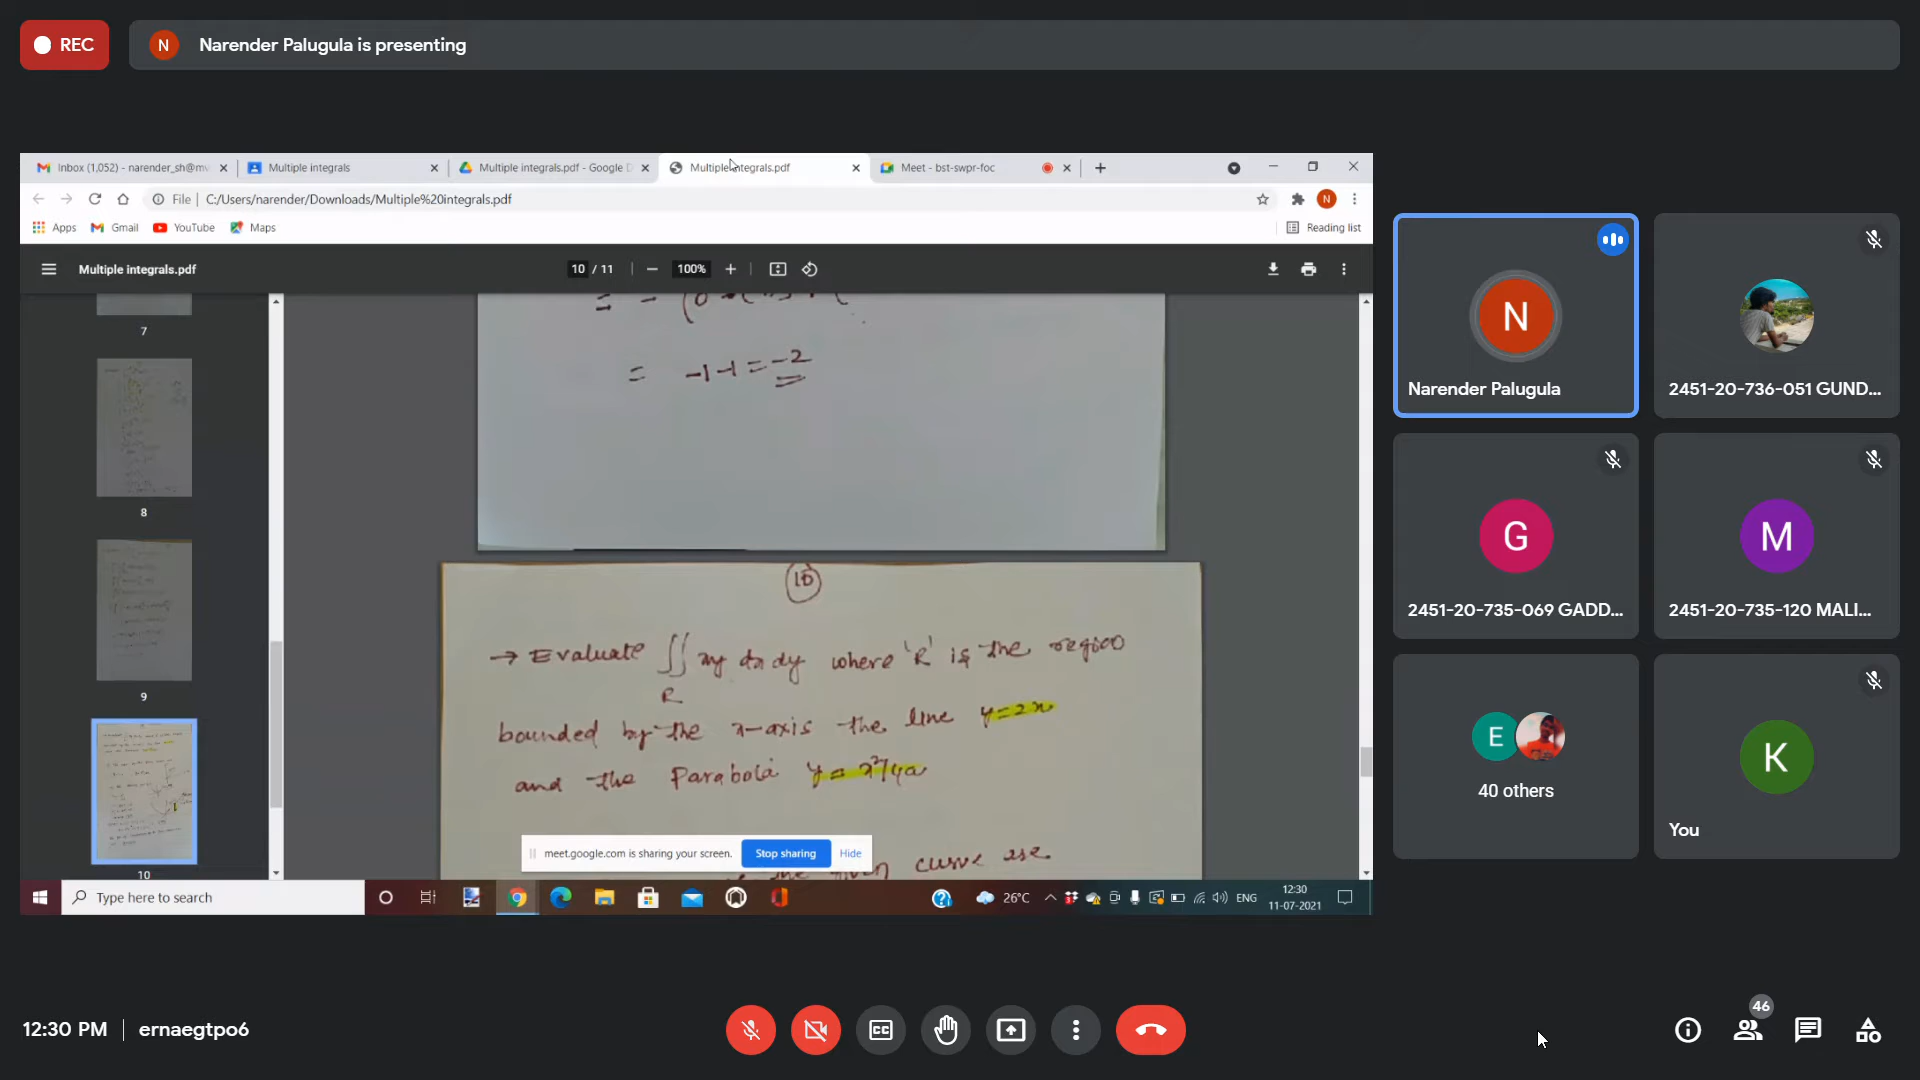 REC
N Narender Palugula is presenting
Inbox (1,052) - narender_sh@mv
Multiple integrals
Multiple integrals.pdf - Google D
Multiple integrals.pdf
Meet - bst-swpr-foc
File | C:/Users/narender/Downloads/Multiple%20integrals.pdf
N
Apps
Gmail
YouTube
Maps
Reading list
Multiple integrals.pdf
10 / 11
100%
7
8
9
10
= -1-1 = -2
10
→ Evaluate ∬ xy dx dy where 'R' is the region
R
bounded by the x-axis the line y=2x
and the Parabola y = x²/4a
the given curve are
meet.google.com is sharing your screen.
Stop sharing
Hide
Type here to search
26°C
ENG
12:30
11-07-2021
N
Narender Palugula
2451-20-736-051 GUND...
G
2451-20-735-069 GADD...
M
2451-20-735-120 MALI...
E
40 others
K
You
12:30 PM | ernaegtpo6
46